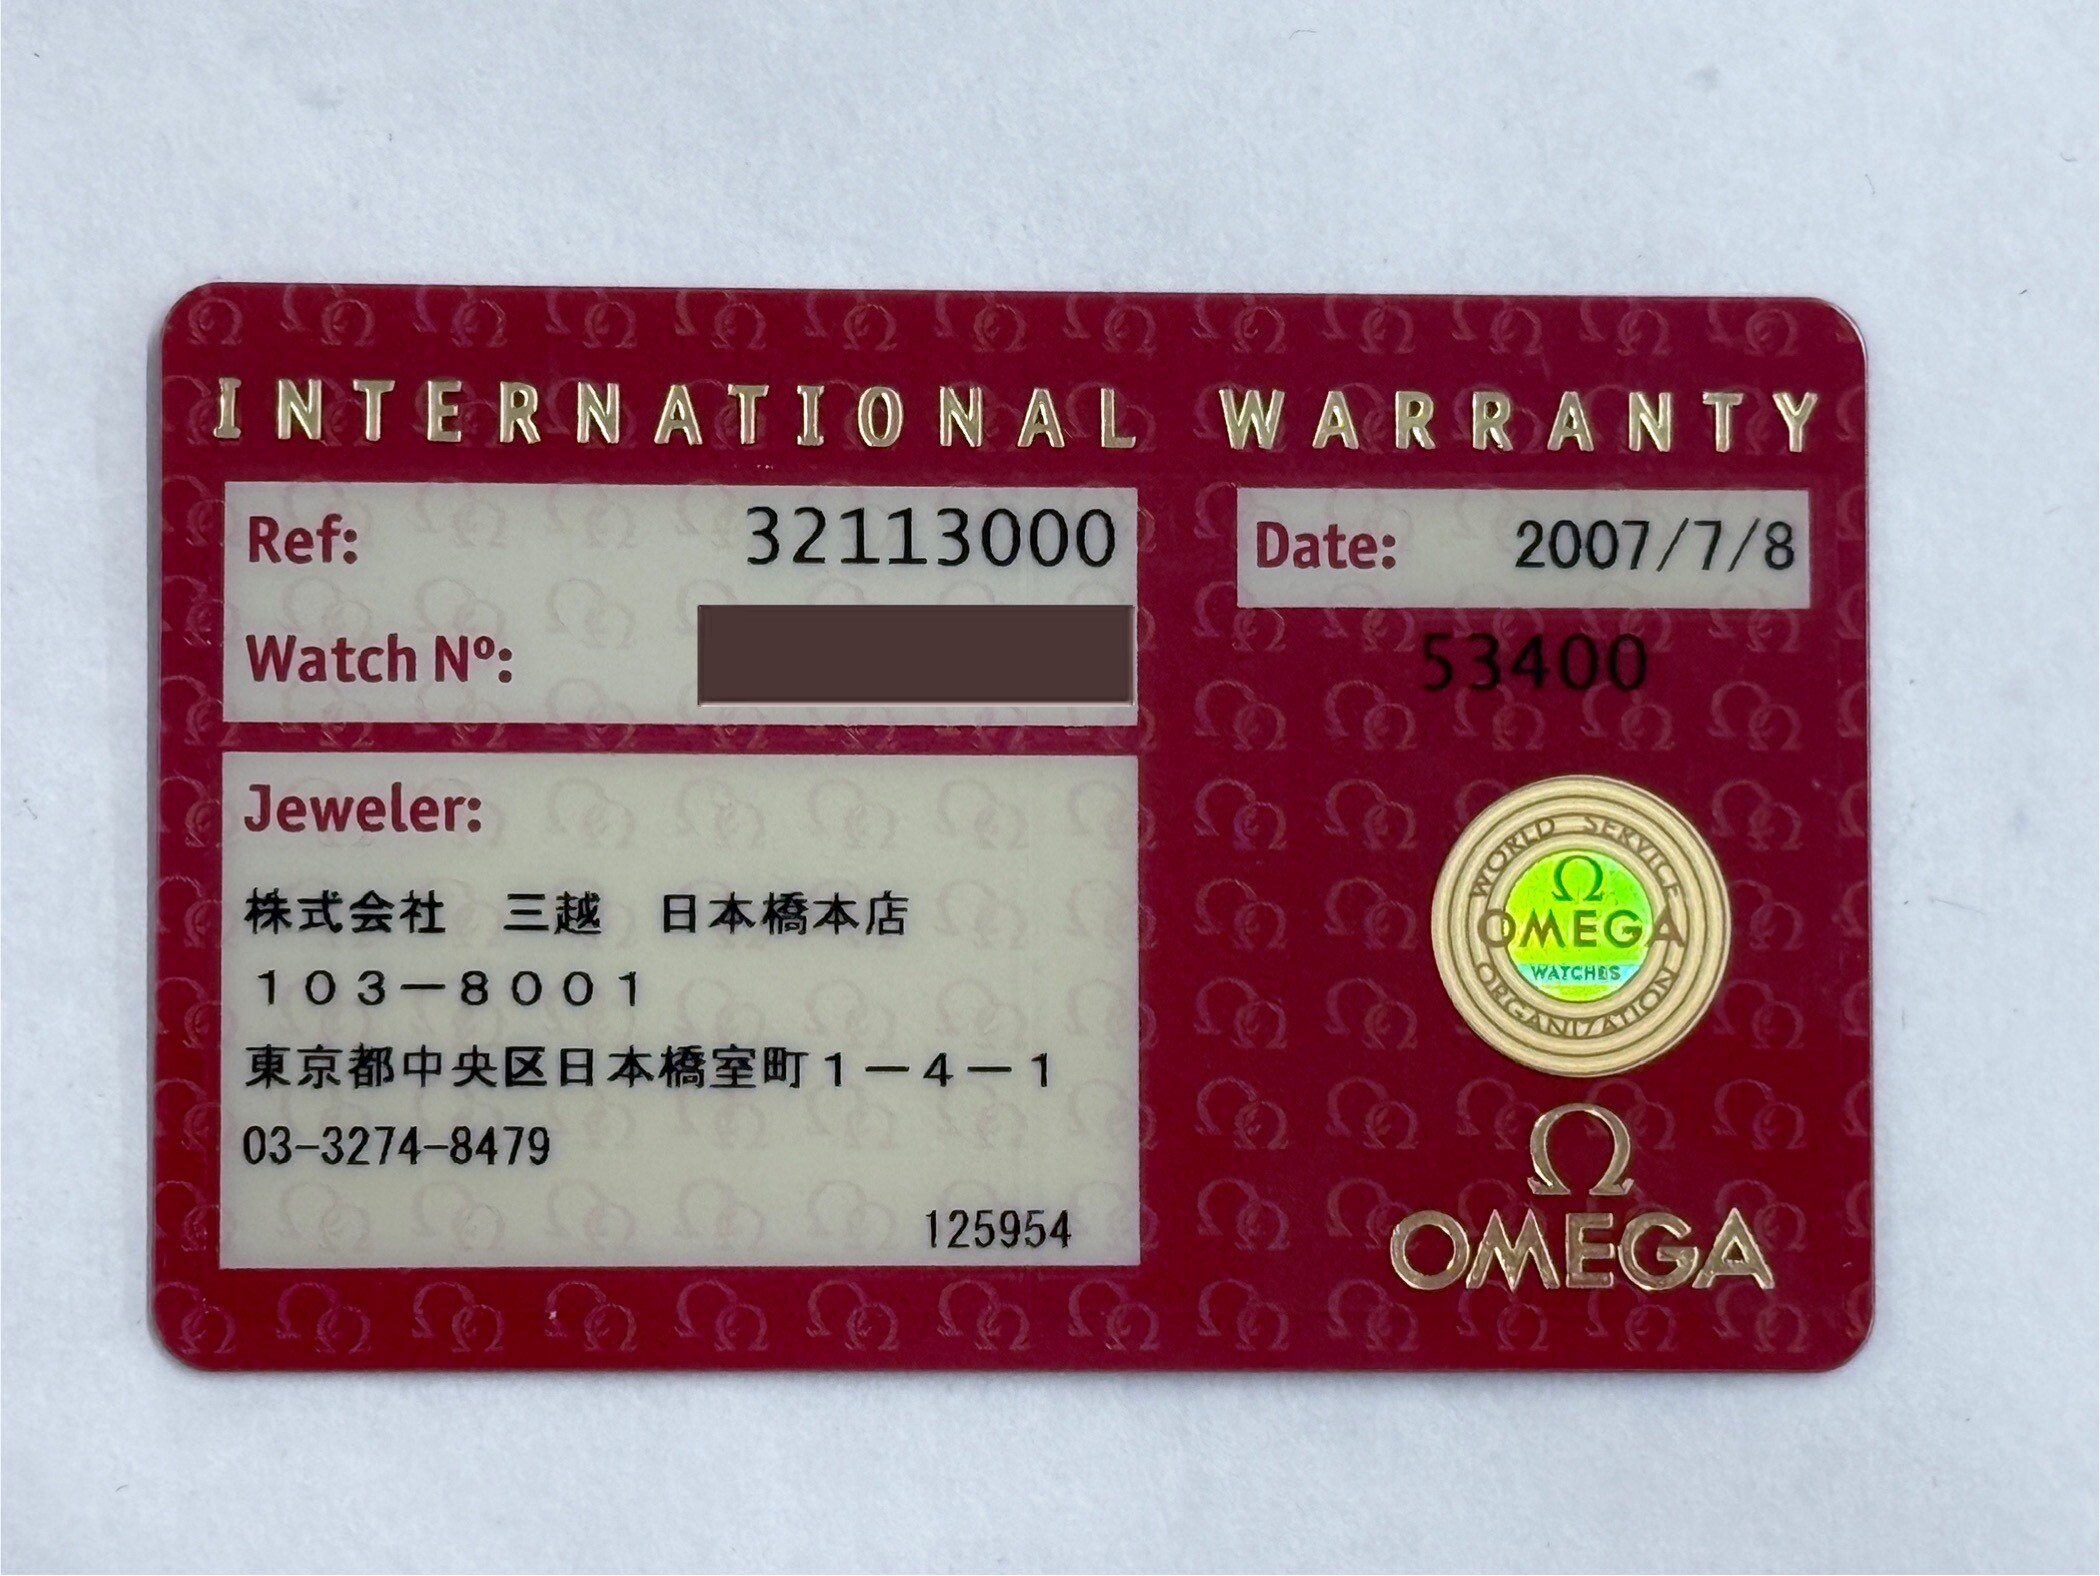 INTERNATIONAL WARRANTY
Ref: 32113000
Date: 2007/7/8
Watch Nº:
53400
Jeweler:
株式会社　三越　日本橋本店
１０３－８００１
東京都中央区日本橋室町１－４－１
03-3274-8479
125954
WORLD SERVICE
Ω
OMEGA
WATCHES
ORGANIZATION
Ω
OMEGA